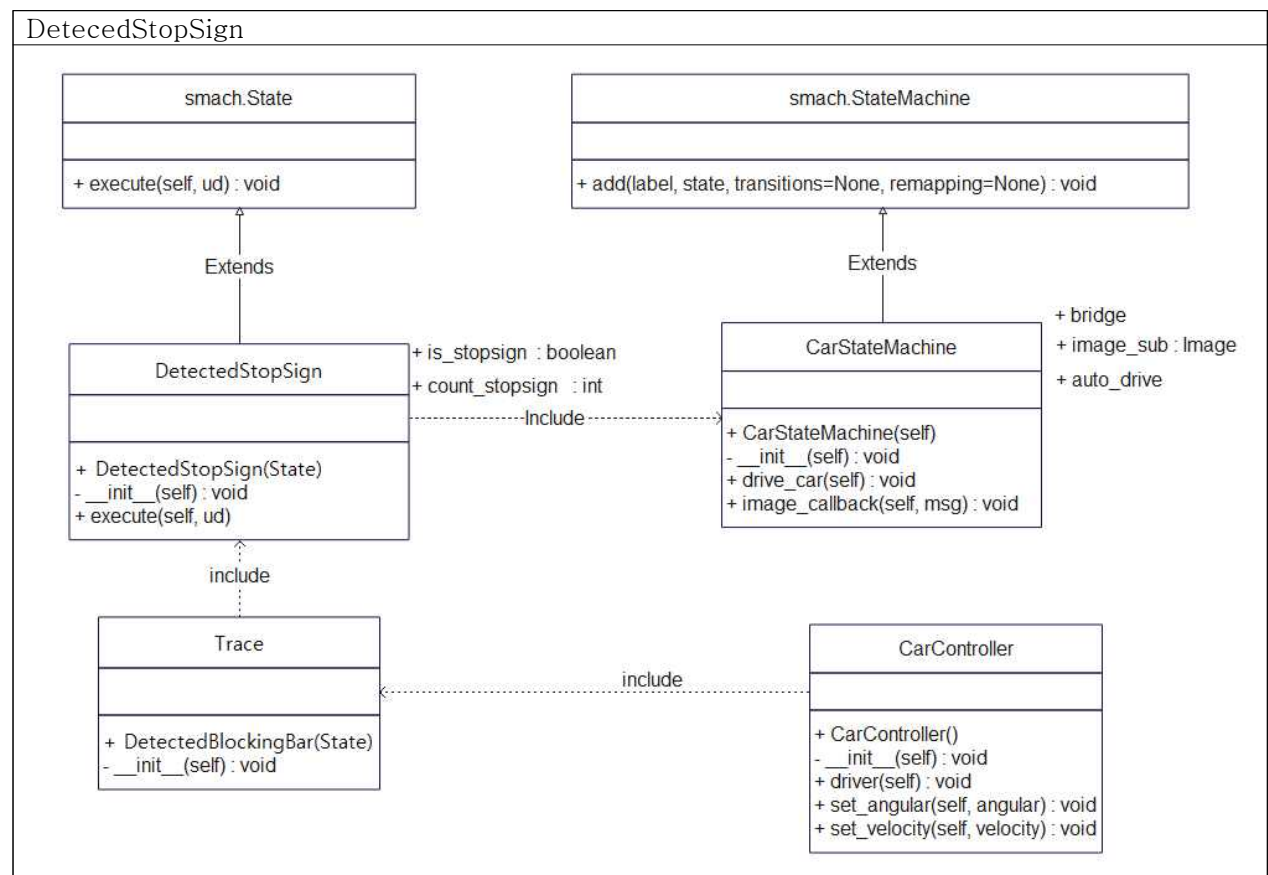 DetecedStopSign
smach.State
+ execute(self, ud) : void
smach.StateMachine
+ add(label, state, transitions=None, remapping=None) : void
Extends
Extends
DetectedStopSign
+ is_stopsign : boolean
+ count_stopsign : int
+ DetectedStopSign(State)
- __init__(self) : void
+ execute(self, ud)
Include
CarStateMachine
+ bridge
+ image_sub : Image
+ auto_drive
+ CarStateMachine(self)
- __init__(self) : void
+ drive_car(self) : void
+ image_callback(self, msg) : void
include
Trace
+ DetectedBlockingBar(State)
- __init__(self) : void
include
CarController
+ CarController()
- __init__(self) : void
+ driver(self) : void
+ set_angular(self, angular) : void
+ set_velocity(self, velocity) : void